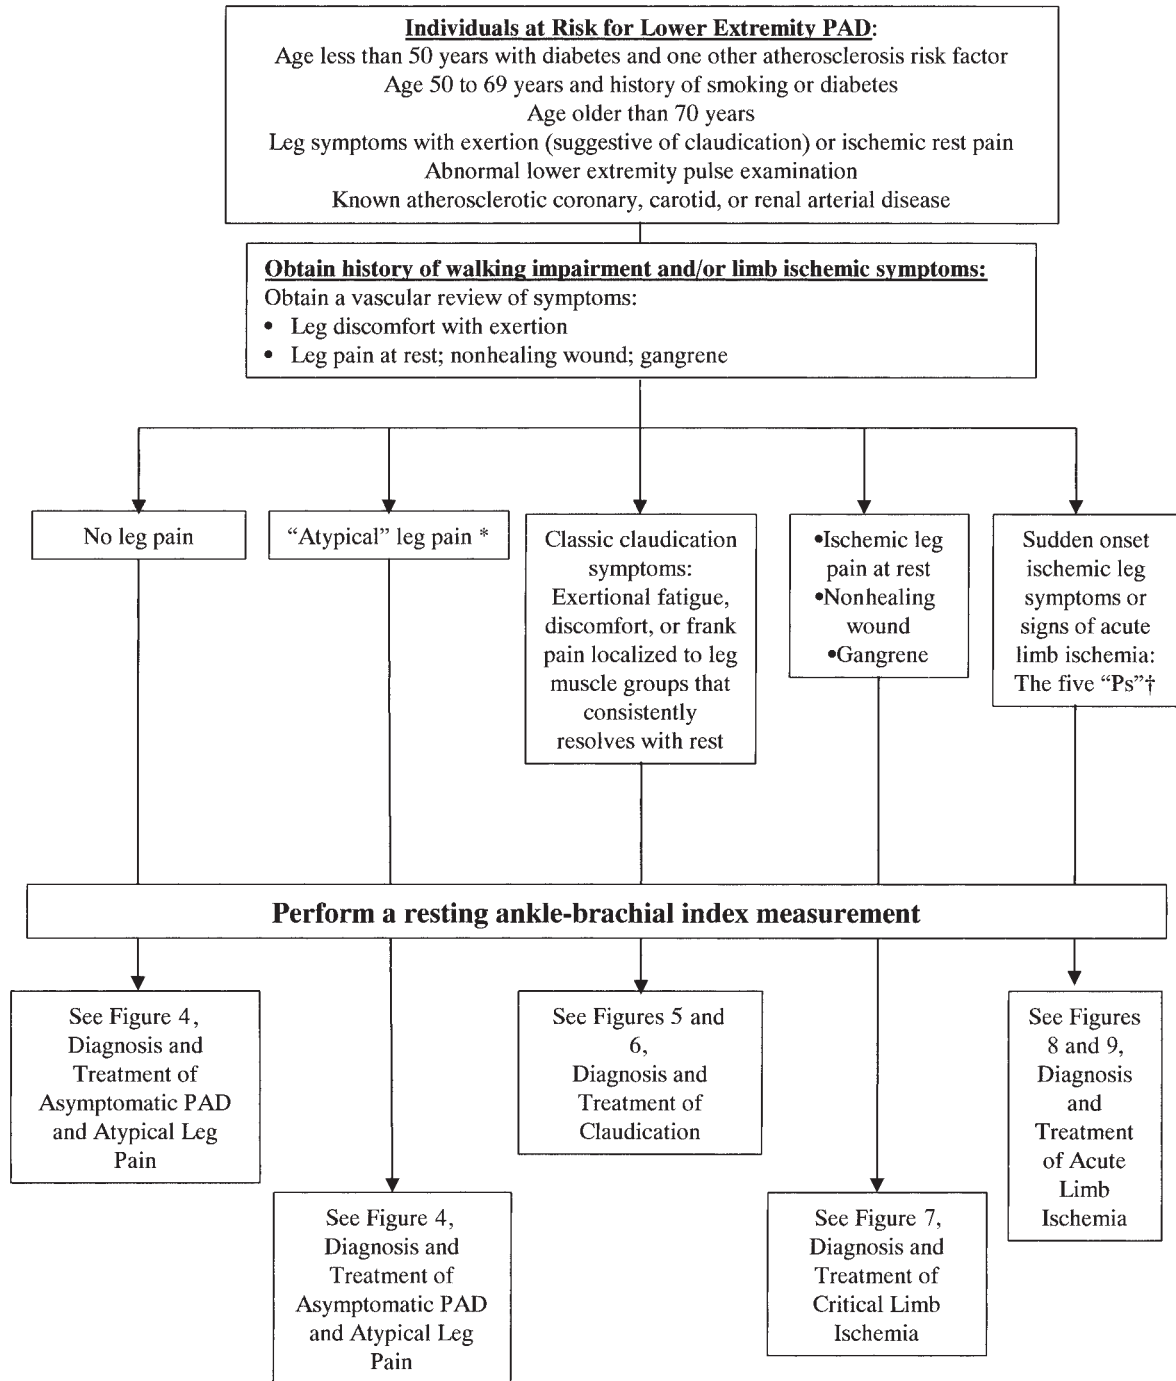 Individuals at Risk for Lower Extremity PAD:
Age less than 50 years with diabetes and one other atherosclerosis risk factor
Age 50 to 69 years and history of smoking or diabetes
Age older than 70 years
Leg symptoms with exertion (suggestive of claudication) or ischemic rest pain
Abnormal lower extremity pulse examination
Known atherosclerotic coronary, carotid, or renal arterial disease
Obtain history of walking impairment and/or limb ischemic symptoms:
Obtain a vascular review of symptoms:
• Leg discomfort with exertion
• Leg pain at rest; nonhealing wound; gangrene
No leg pain
“Atypical” leg pain *
Classic claudication
symptoms:
Exertional fatigue,
discomfort, or frank
pain localized to leg
muscle groups that
consistently
resolves with rest
•Ischemic leg
pain at rest
•Nonhealing
wound
•Gangrene
Sudden onset
ischemic leg
symptoms or
signs of acute
limb ischemia:
The five “Ps”†
Perform a resting ankle-brachial index measurement
See Figure 4,
Diagnosis and
Treatment of
Asymptomatic PAD
and Atypical Leg
Pain
See Figure 4,
Diagnosis and
Treatment of
Asymptomatic PAD
and Atypical Leg
Pain
See Figures 5 and
6,
Diagnosis and
Treatment of
Claudication
See Figure 7,
Diagnosis and
Treatment of
Critical Limb
Ischemia
See Figures
8 and 9,
Diagnosis
and
Treatment
of Acute
Limb
Ischemia